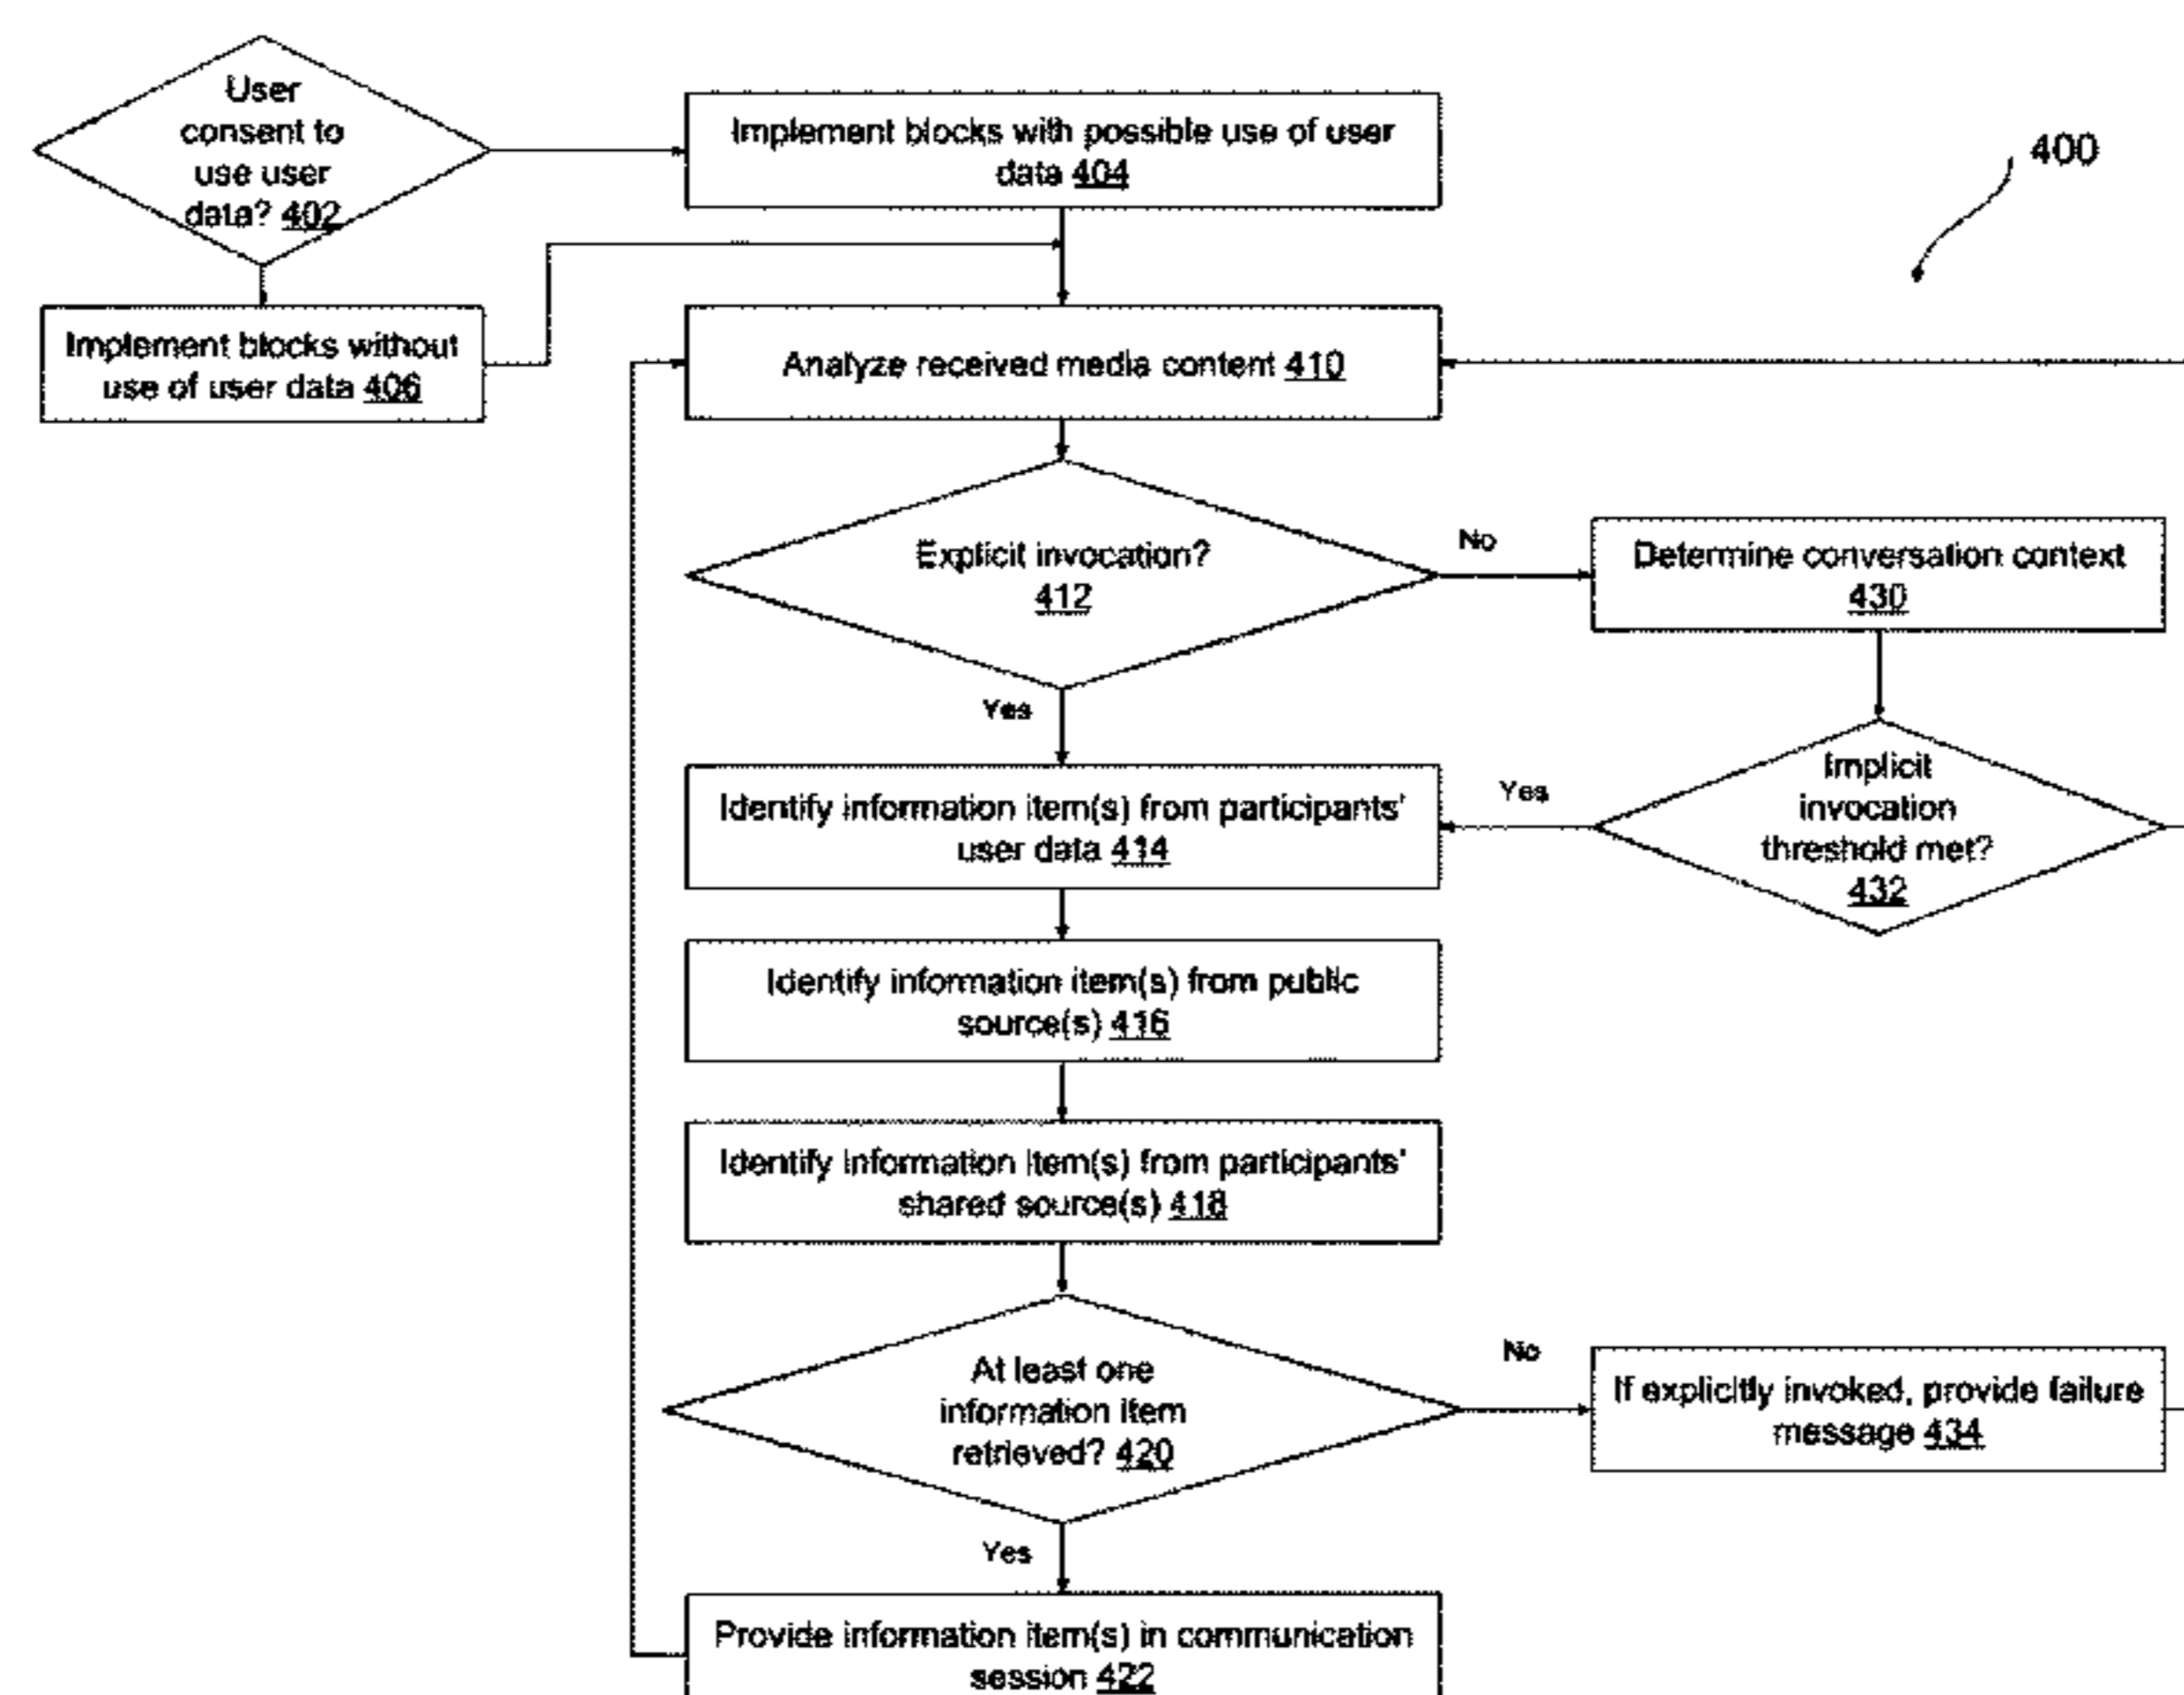 User
consent to
use user
data? 402
Implement blocks with possible use of user
data 404
400
Implement blocks without
use of user data 406
Analyze received media content 410
Explicit invocation?
412
No
Determine conversation context
430
Yes
Implicit
invocation
threshold met?
432
Yes
Identify information item(s) from participants'
user data 414
Identify information item(s) from public
source(s) 416
Identify information item(s) from participants'
shared source(s) 418
At least one
information item
retrieved? 420
No
If explicitly invoked, provide failure
message 434
Yes
Provide information item(s) in communication
session 422